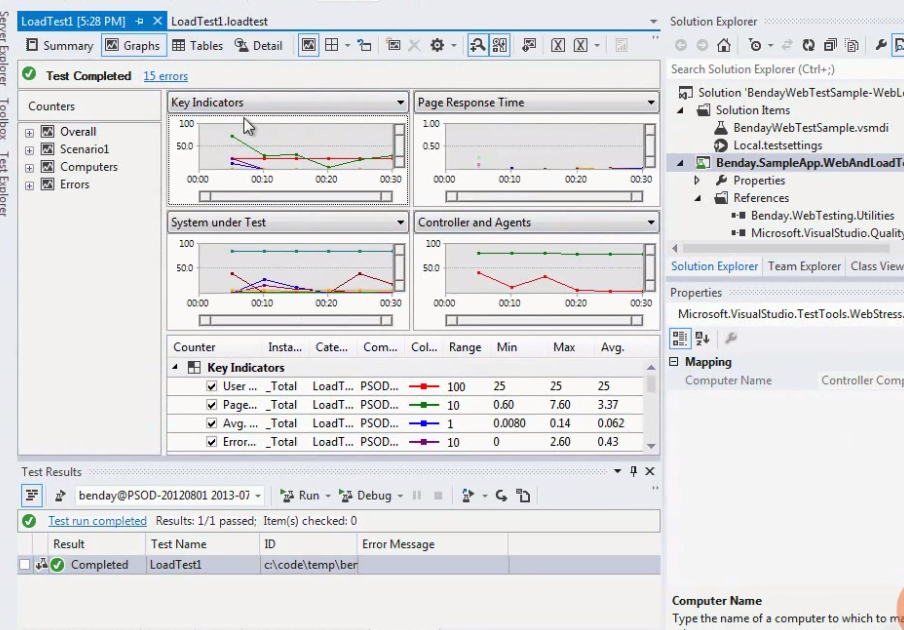 Server Explorer
Toolbox
Test Explorer
LoadTest1 [5:28 PM]
LoadTest1.loadtest
Summary
Graphs
Tables
Detail
Test Completed
15 errors
Counters
Overall
Scenario1
Computers
Errors
Key Indicators
100
50.0
00:00
00:10
00:20
00:30
Page Response Time
1.00
0.50
00:00
00:10
00:20
00:30
System under Test
100
50.0
00:00
00:10
00:20
00:30
Controller and Agents
100
50.0
00:00
00:10
00:20
00:30
Counter Insta... Cate... Com... Col... Range Min Max Avg.
Key Indicators
User ... _Total LoadT... PSOD... 100 25 25 25
Page... _Total LoadT... PSOD... 10 0.60 7.60 3.37
Avg. ... _Total LoadT... PSOD... 1 0.0080 0.14 0.062
Error... _Total LoadT... PSOD... 10 0 2.60 0.43
Test Results
benday@PSOD-20120801 2013-07
Run
Debug
Test run completed Results: 1/1 passed; Item(s) checked: 0
Result Test Name ID Error Message
Completed LoadTest1 c:\code\temp\ber
Solution Explorer
Search Solution Explorer (Ctrl+;)
Solution 'BendayWebTestSample-WebLo
Solution Items
BendayWebTestSample.vsmdi
Local.testsettings
Benday.SampleApp.WebAndLoadTe
Properties
References
Benday.WebTesting.Utilities
Microsoft.VisualStudio.Quality
Solution Explorer
Team Explorer
Class View
Properties
Microsoft.VisualStudio.TestTools.WebStress.
Mapping
Computer Name Controller Comp
Computer Name
Type the name of a computer to which to ma